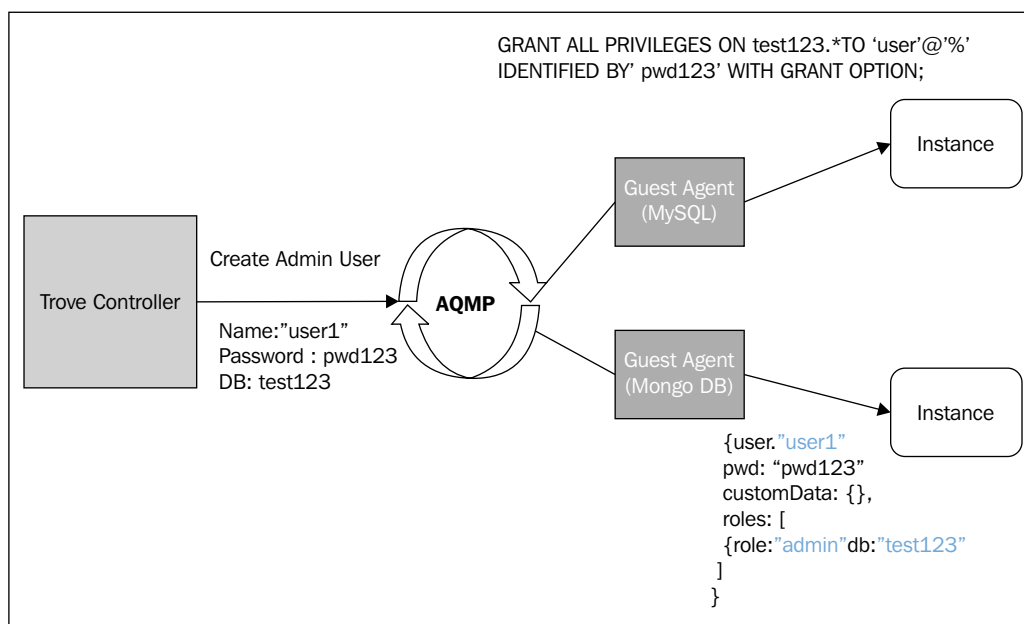 GRANT ALL PRIVILEGES ON test123.*TO ‘user’@’%’
IDENTIFIED BY’ pwd123’ WITH GRANT OPTION;
Instance
Guest Agent
(MySQL)
Create Admin User
Trove Controller
AQMP
Name:”user1”
Password : pwd123
DB: test123
Guest Agent
(Mongo DB)
Instance
{user.”user1”
pwd: “pwd123”
customData: {},
roles: [
{role:”admin”db:”test123”
]
}